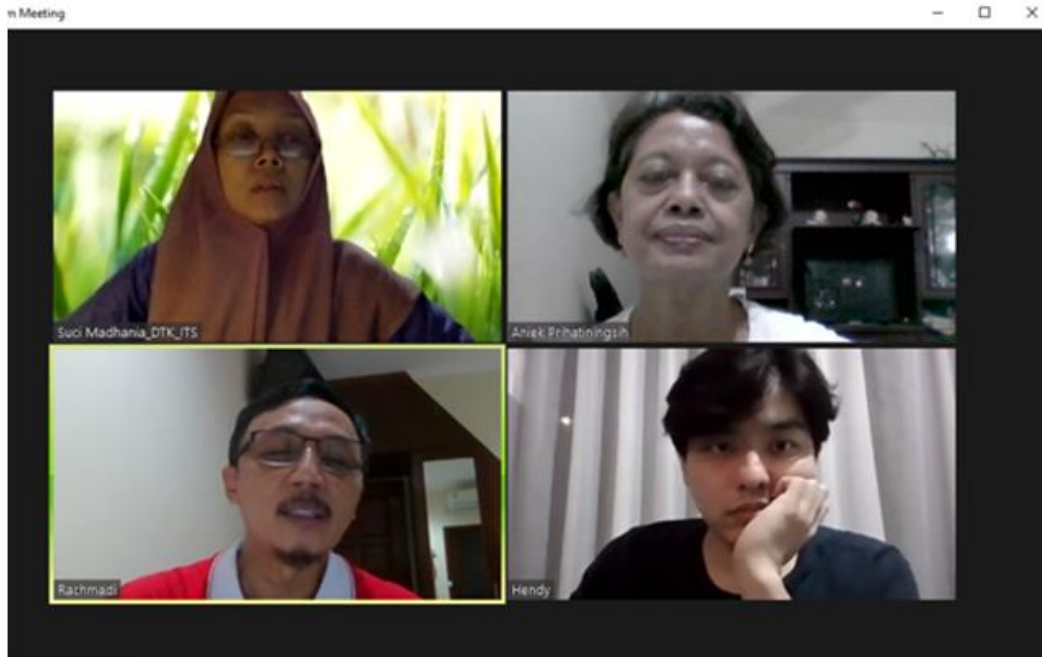 m Meeting
Suci Madhania_DTK_ITS
Aniek Prihatiningsih
Rachmadi
Hendy